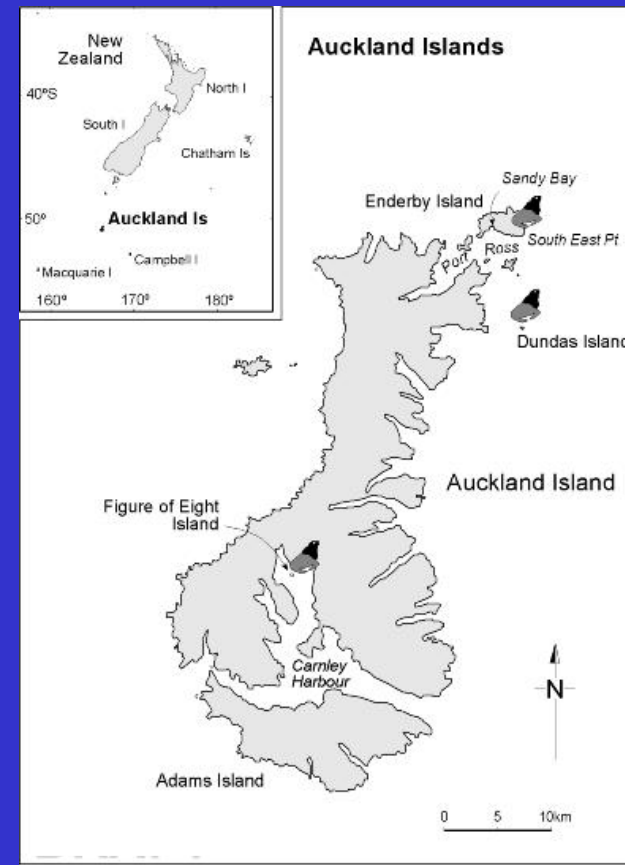 Auckland Islands
New
Zealand
40°S
North I
South I
Chatham Is
Auckland Is
50°
Campbell I
Macquarie I
160°
170°
180°
Sandy Bay
Enderby Island
South East Pt
Port Ross
Dundas Island
Auckland Island
Figure of Eight
Island
Carnley
Harbour
N
Adams Island
0 5 10km